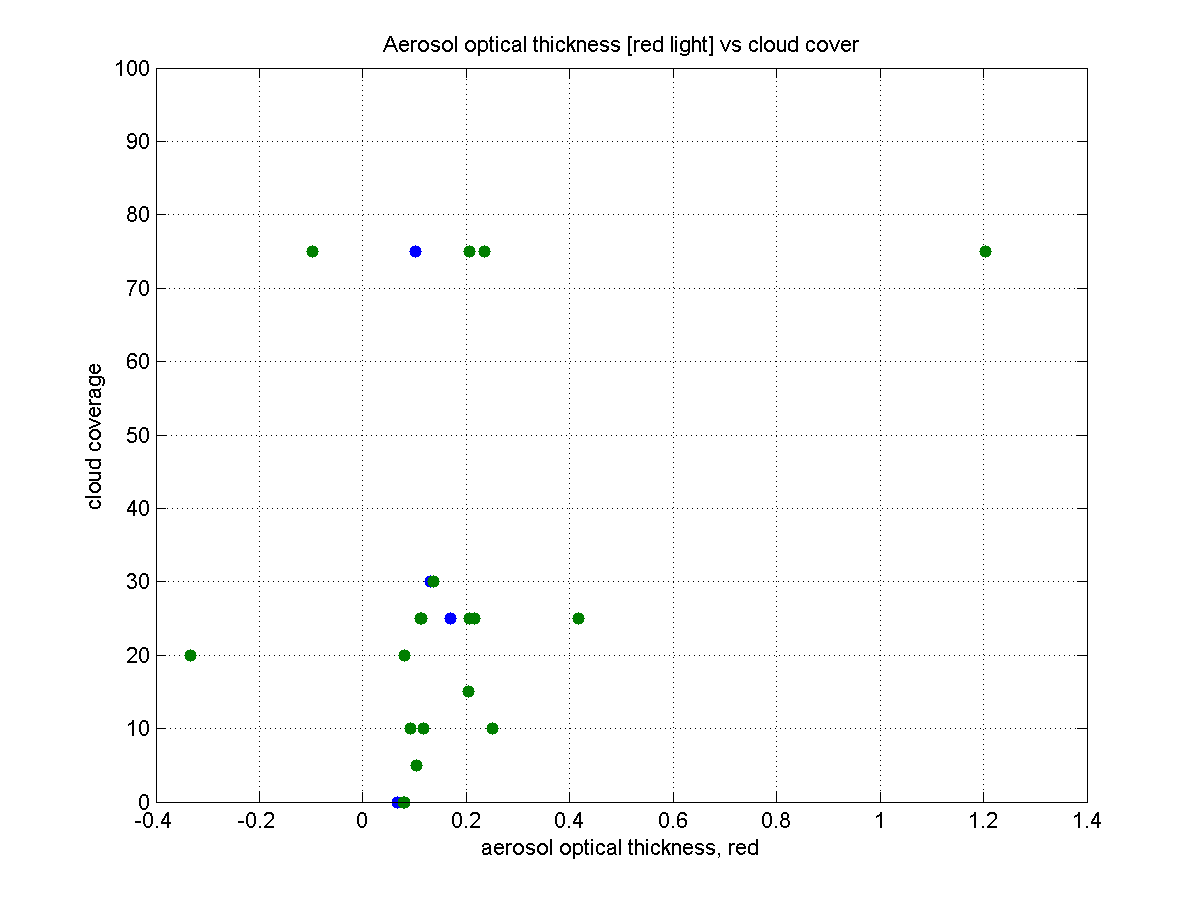 Aerosol optical thickness [red light] vs cloud cover
100
90
80
70
60
50
40
30
20
10
0
cloud coverage
-0.4 -0.2 0 0.2 0.4 0.6 0.8 1 1.2 1.4
aerosol optical thickness, red